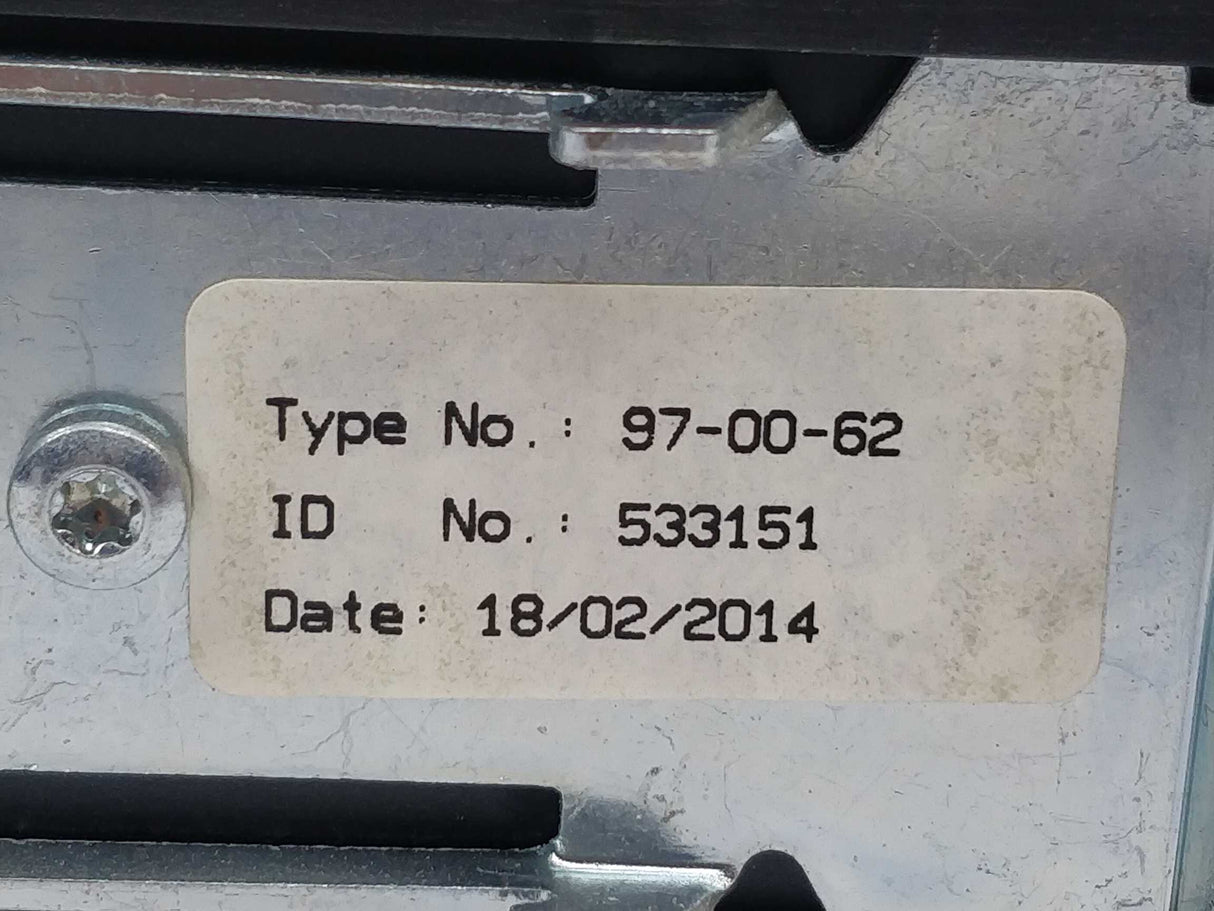 Type No.: 97-00-62
ID No.: 533151
Date: 18/02/2014